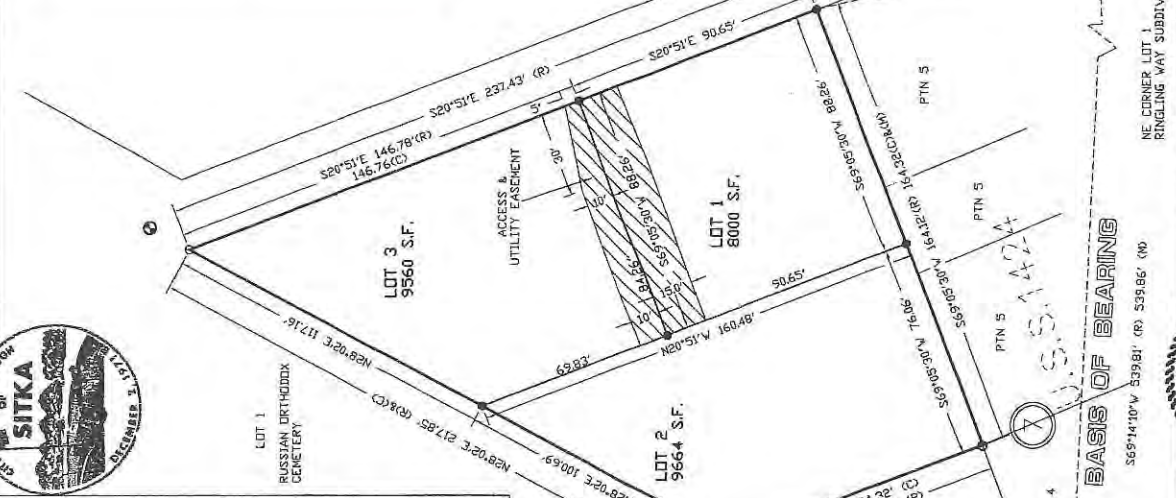 SITKA
DECEMBER 2, 1971
LOT 1
RUSSIAN ORTHODOX
CEMETERY
N28°02'E 217.85' (R)&(C)
N28°02'E 117.16'
N28°02'E 100.69'
S20°51'E 237.43' (R)
S20°51'E 146.78'(R)
146.76(C)
S20°51'E 90.65'
5'
30'
LOT 3
9560 S.F.
ACCESS &
UTILITY EASEMENT
10'
88.26'
S69°05'30"W
10'
15.0'
LOT 1
8000 S.F.
69.83'
90.65'
N20°51'W 160.48'
LOT 2
9664 S.F.
S69°05'30"W 88.26'
S69°05'30"W 76.06'
S69°05'30"W 164.12'(R) 164.32(C)&(M)
PTN 5
PTN 5
PTN 5
U.S.S. 1424
BASIS OF BEARING
S69°14'10"W 539.81' (R) 539.86' (M)
NE CORNER LOT 1
4